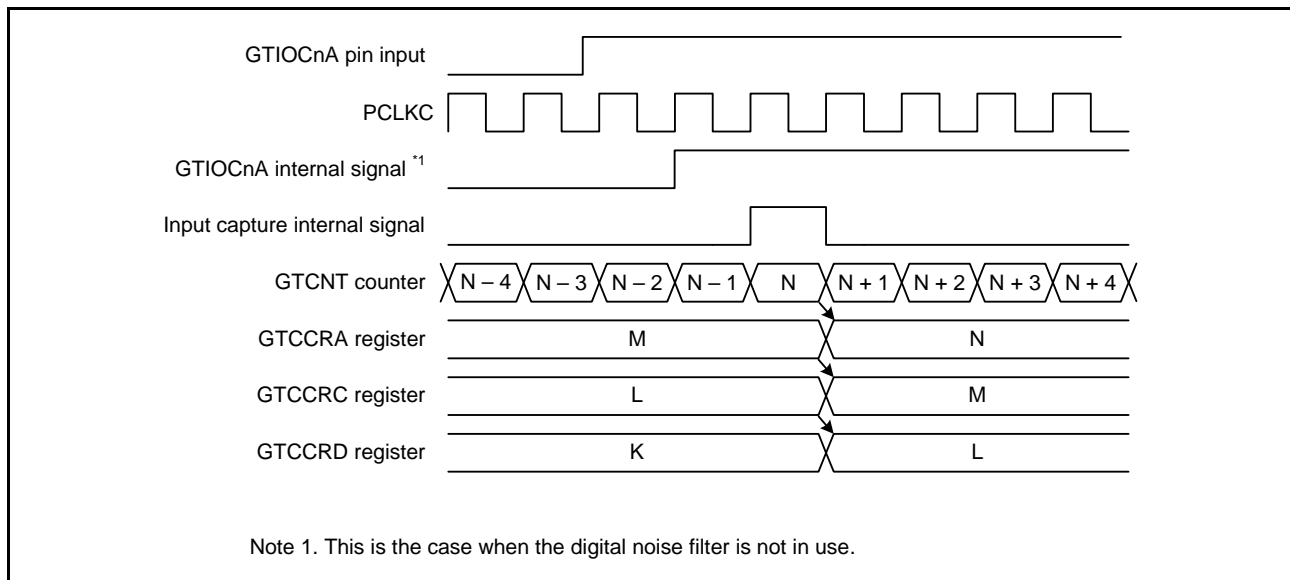 GTIOCnA pin input
PCLKC
GTIOCnA internal signal *1
Input capture internal signal
GTCNT counter N – 4 N – 3 N – 2 N – 1 N N + 1 N + 2 N + 3 N + 4
GTCCRA register M N
GTCCRC register L M
GTCCRD register K L
Note 1. This is the case when the digital noise filter is not in use.